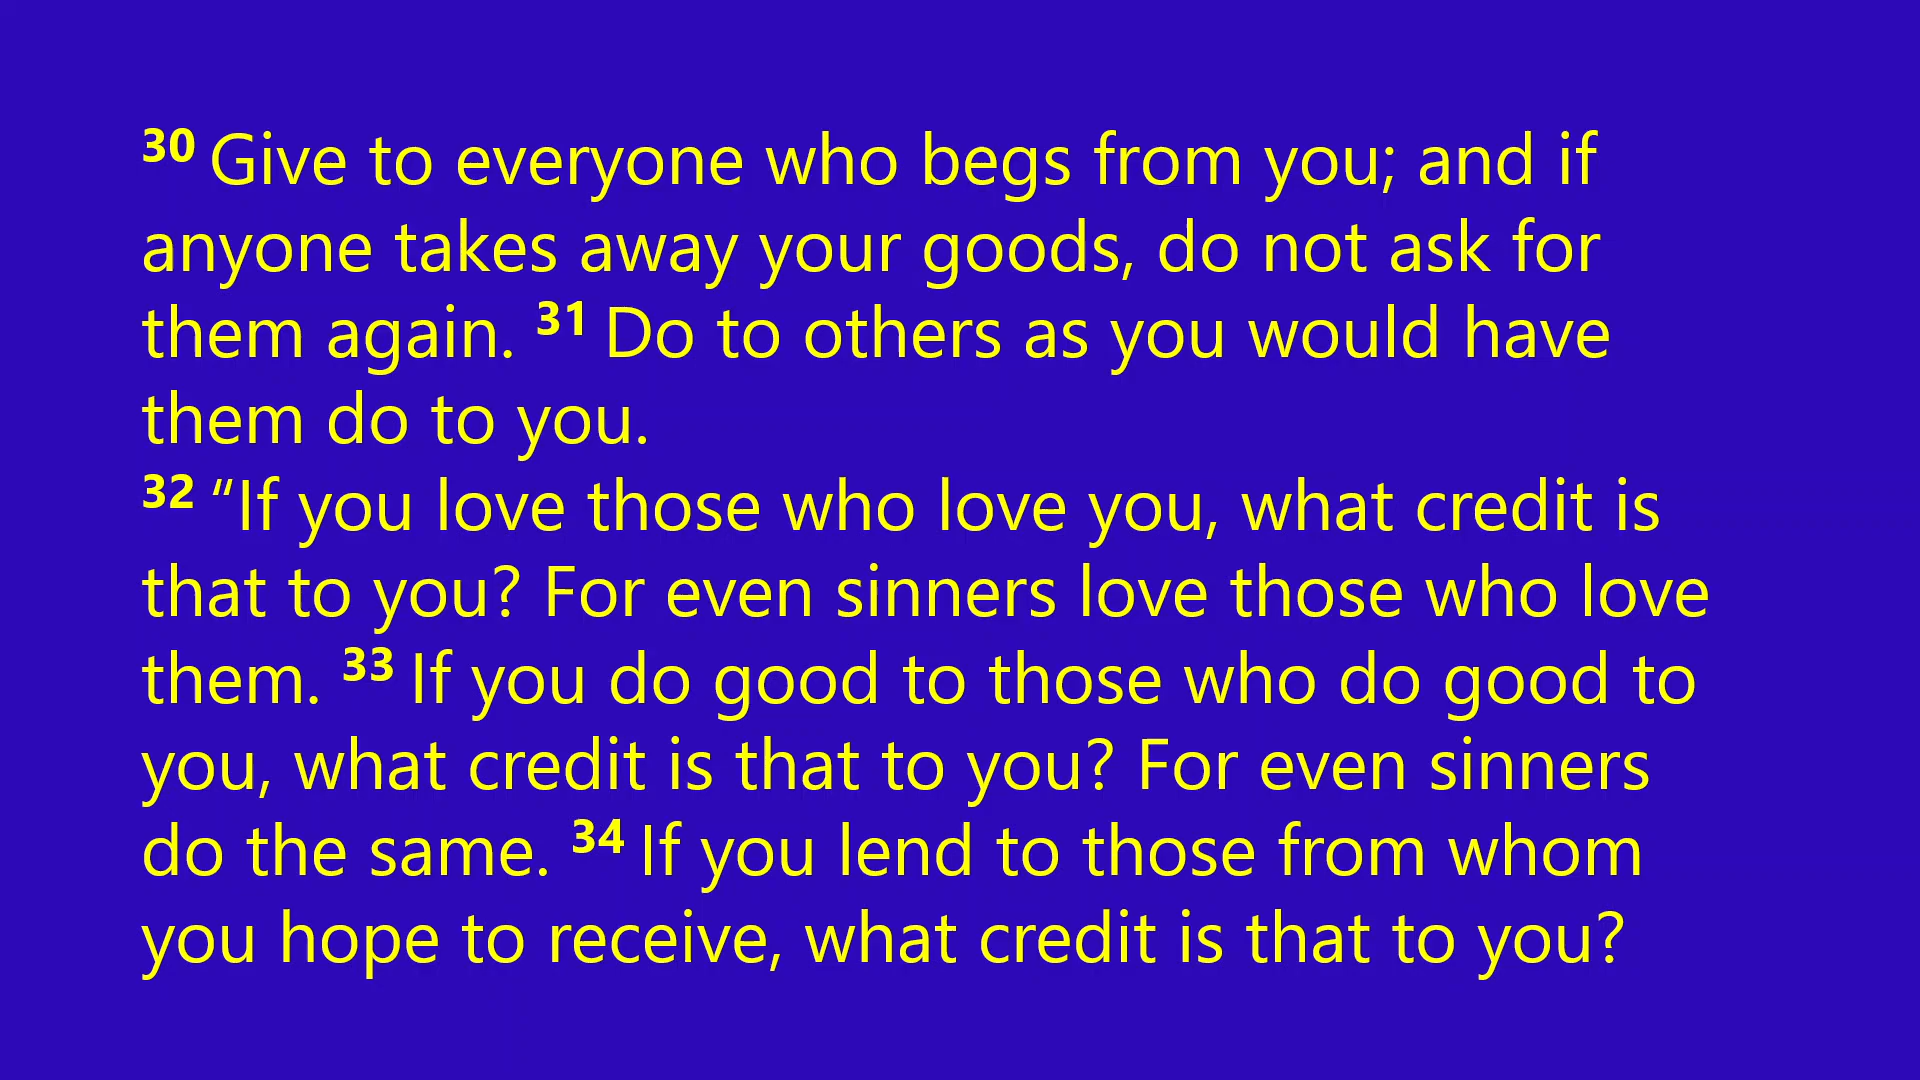 30 Give to everyone who begs from you; and if
anyone takes away your goods, do not ask for
them again. 31 Do to others as you would have
them do to you.
32 “If you love those who love you, what credit is
that to you? For even sinners love those who love
them. 33 If you do good to those who do good to
you, what credit is that to you? For even sinners
do the same. 34 If you lend to those from whom
you hope to receive, what credit is that to you?